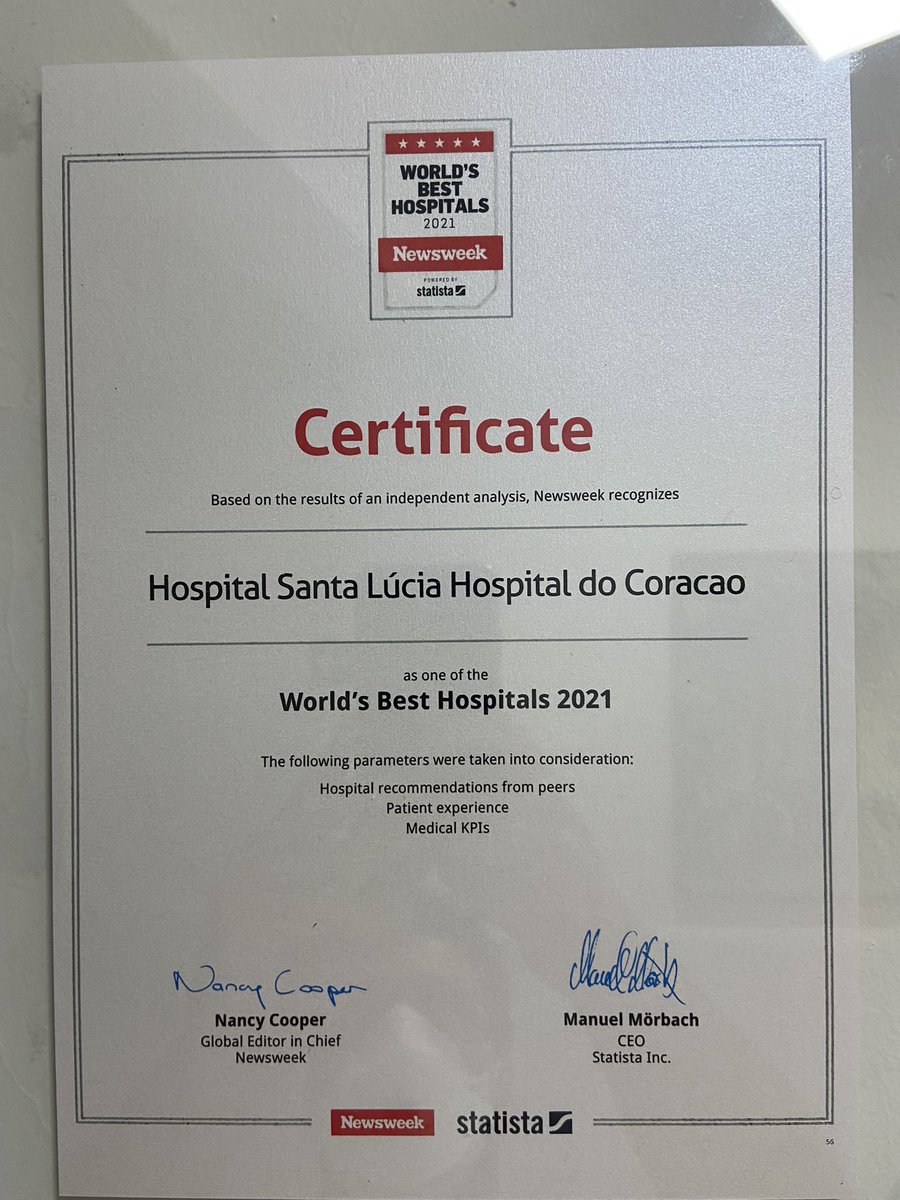 WORLD'S
BEST
HOSPITALS
2021
Newsweek
POWERED BY
statista
Certificate
Based on the results of an independent analysis, Newsweek recognizes
Hospital Santa Lúcia Hospital do Coracao
as one of the
World's Best Hospitals 2021
The following parameters were taken into consideration:
Hospital recommendations from peers
Patient experience
Medical KPIs
Nancy Cooper
Nancy Cooper
Global Editor in Chief
Newsweek
Manuel Mörbach
CEO
Statista Inc.
Newsweek
statista
56